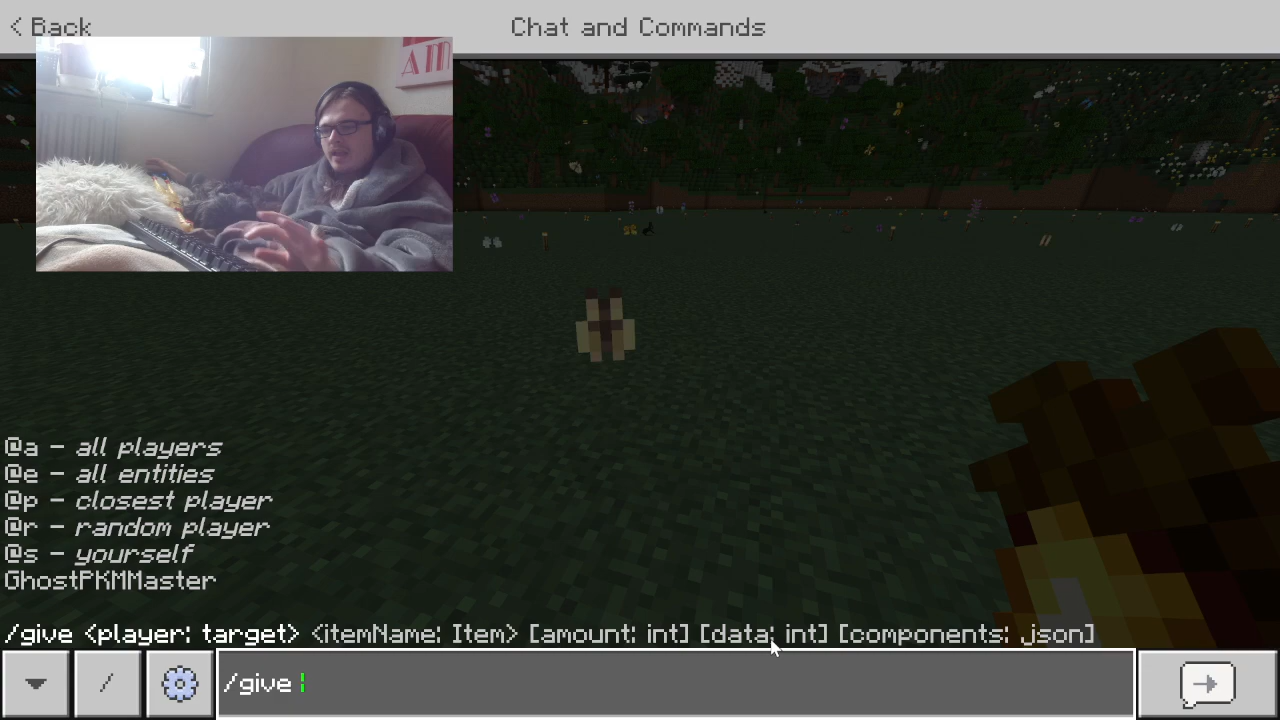 < Back
Chat and Commands
AM
@a - all players
@e - all entities
@p - closest player
@r - random player
@s - yourself
GhostPKMMaster
/give <player: target> <itemName: Item> [amount: int] [data: int] [components: json]
/
/give